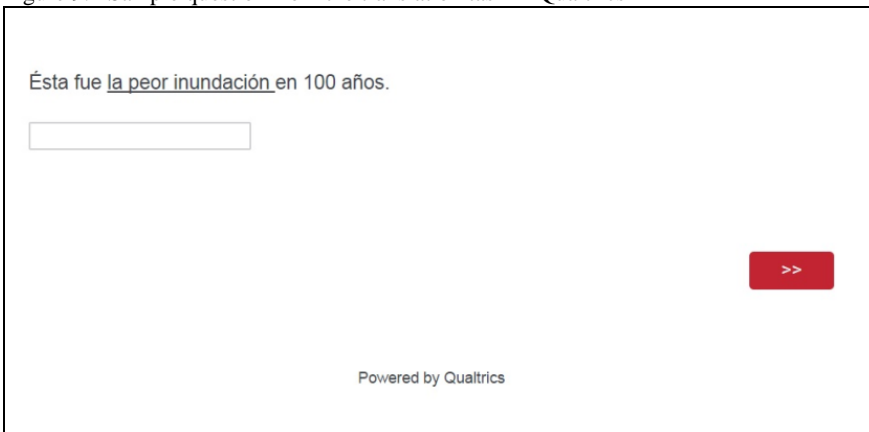 Ésta fue la peor inundación en 100 años.
>>
Powered by Qualtrics